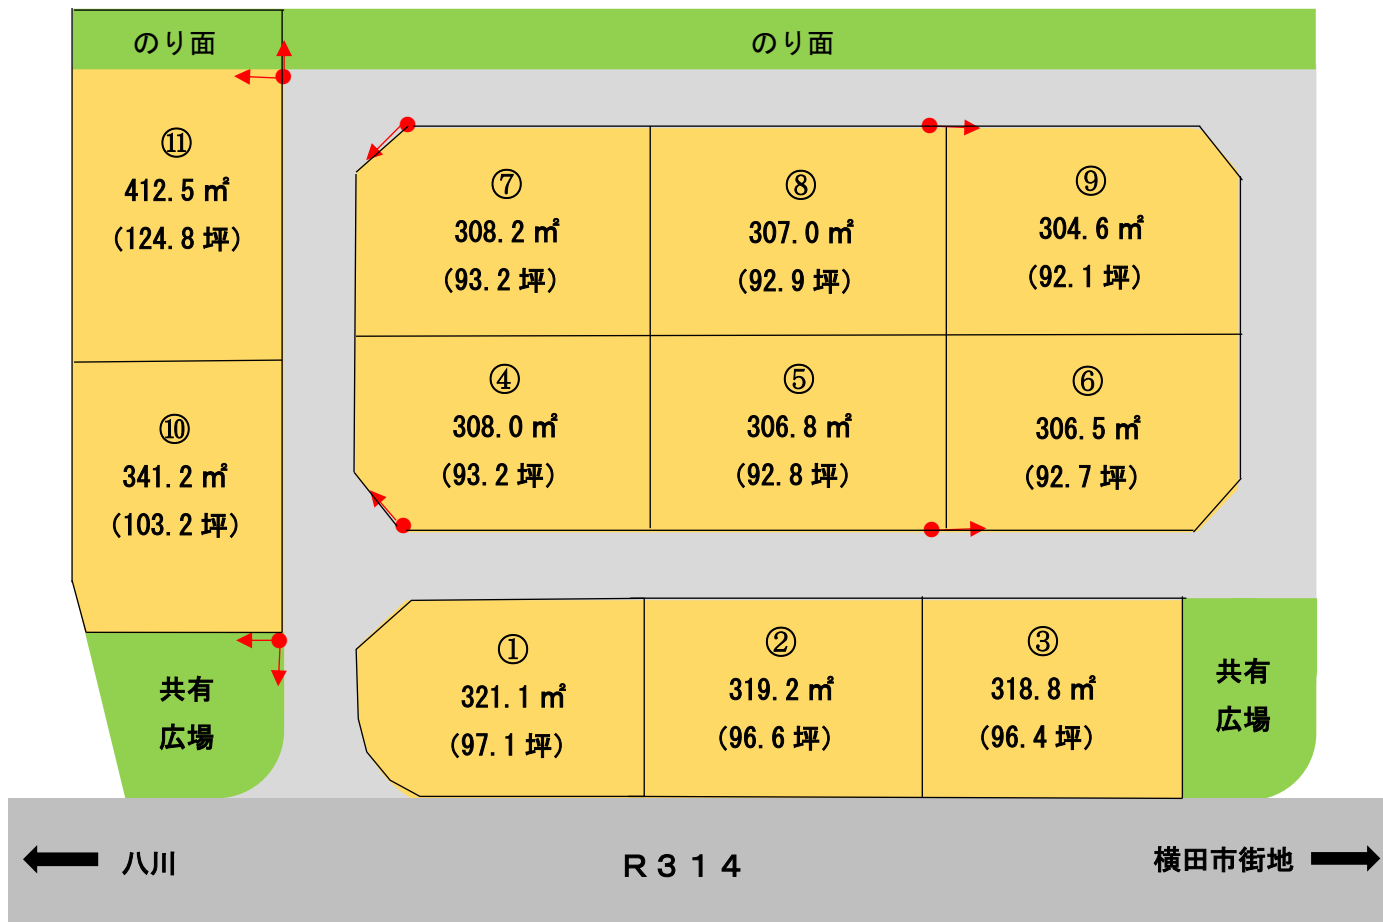 のり面
のり面
⑪
412.5㎡
(124.8坪)
⑦
308.2㎡
(93.2坪)
⑧
307.0㎡
(92.9坪)
⑨
304.6㎡
(92.1坪)
⑩
341.2㎡
(103.2坪)
④
308.0㎡
(93.2坪)
⑤
306.8㎡
(92.8坪)
⑥
306.5㎡
(92.7坪)
共有
広場
①
321.1㎡
(97.1坪)
②
319.2㎡
(96.6坪)
③
318.8㎡
(96.4坪)
共有
広場
八川
R314
横田市街地